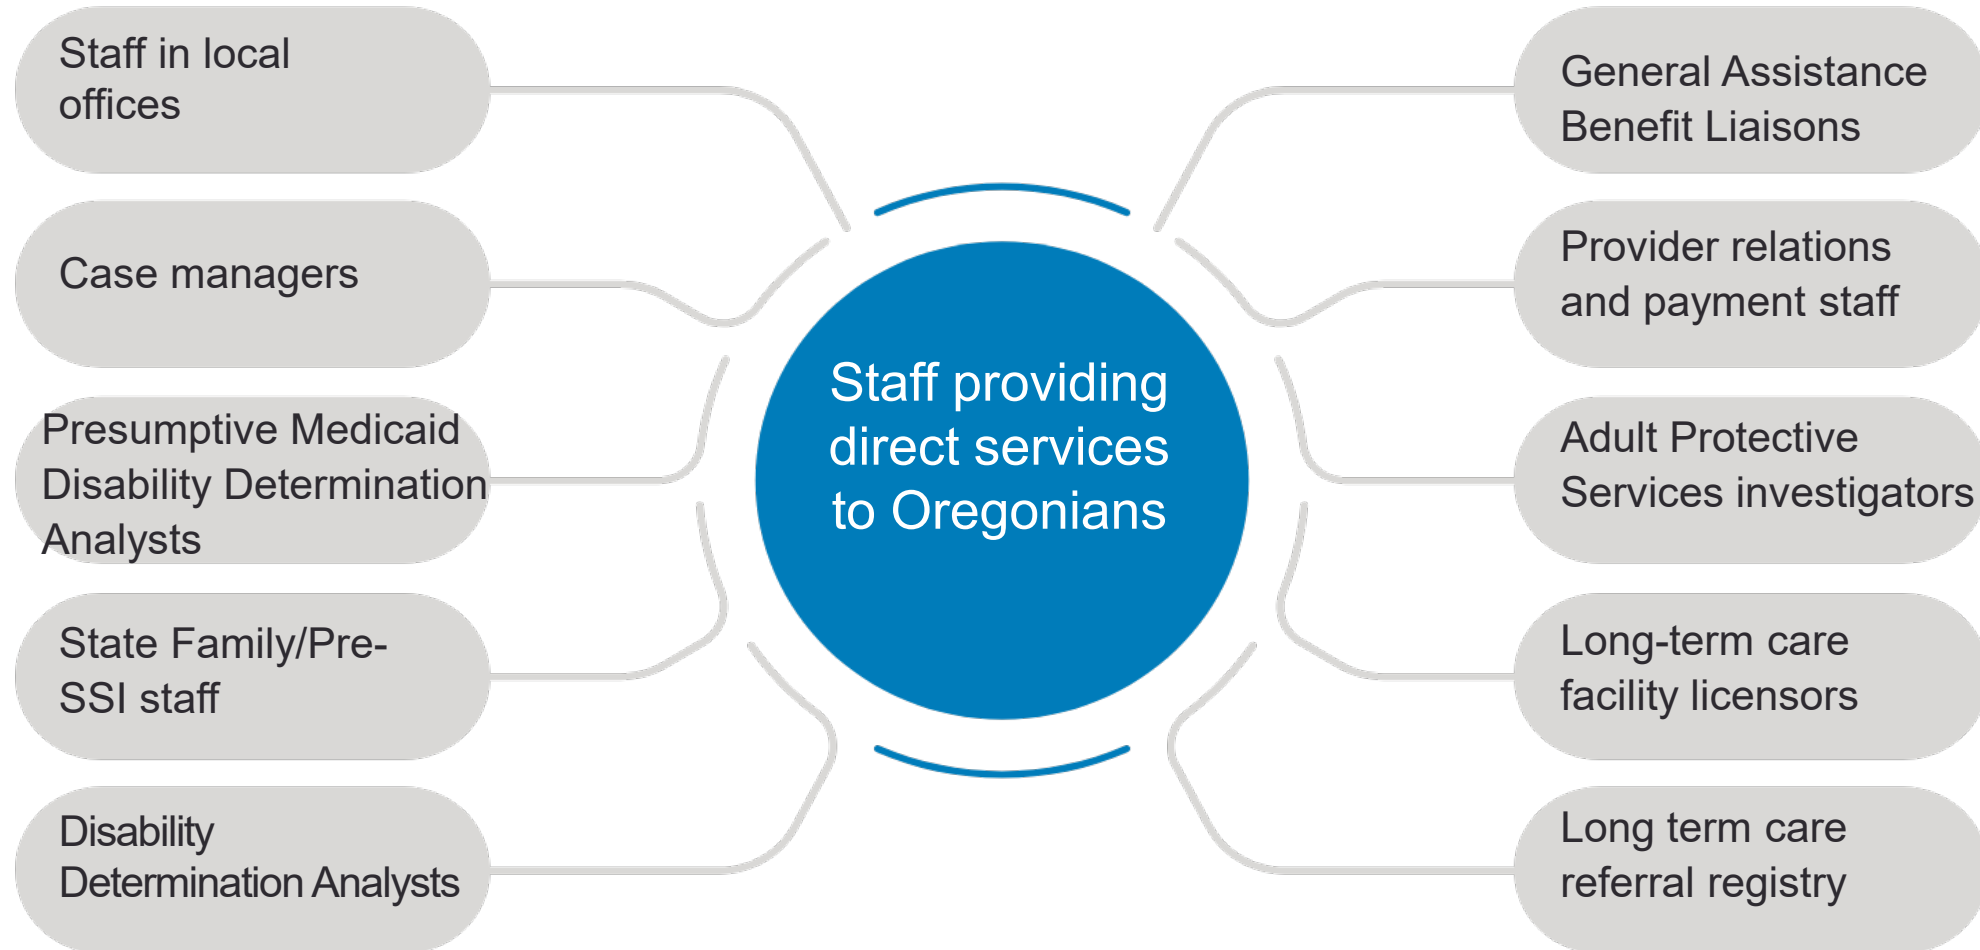 Staff in local
offices
Case managers
Presumptive Medicaid
Disability Determination
Analysts
State Family/Pre-
SSI staff
Disability
Determination Analysts
Staff providing
direct services
to Oregonians
General Assistance
Benefit Liaisons
Provider relations
and payment staff
Adult Protective
Services investigators
Long-term care
facility licensors
Long term care
referral registry